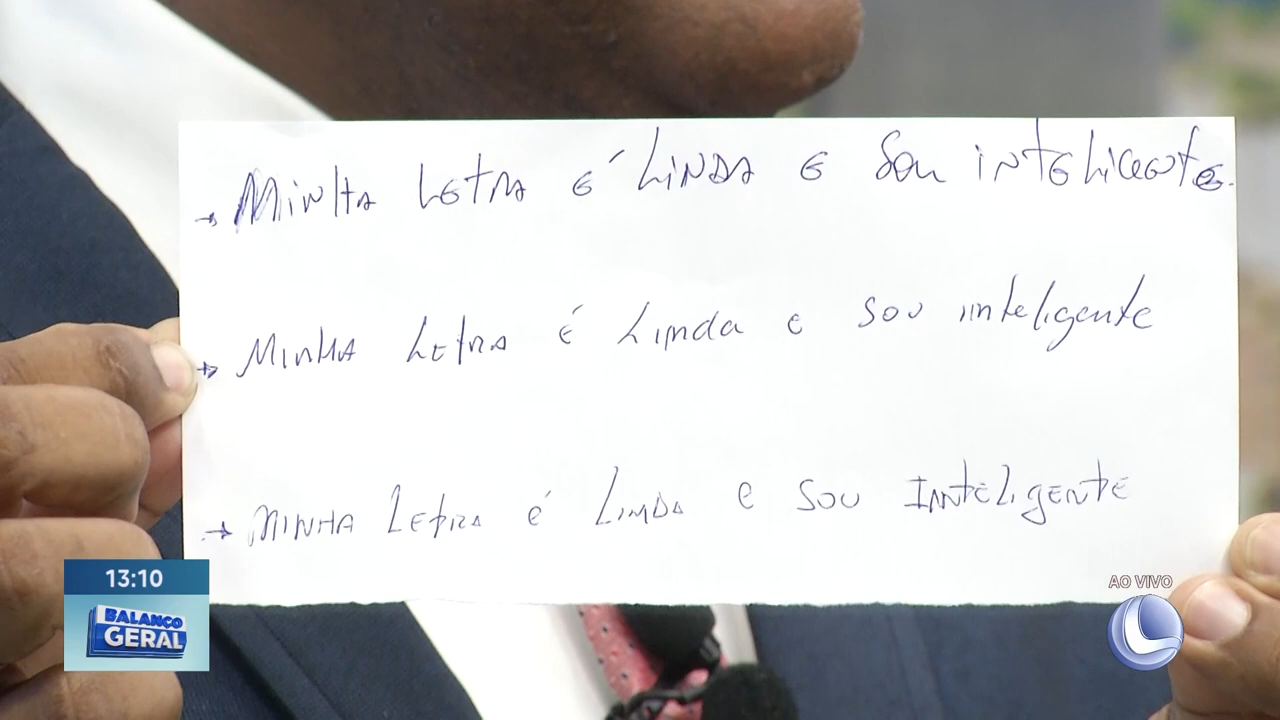 → MiNHA LETRA É LiNDA E Sou iNTELiGENTE.
→ MINHA LETRA É Linda e sou inteligente
→ MINHA LETRA é LINDA e SOU INTELigENTE
13:10
BALANÇO
GERAL
AO VIVO